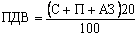 ПДВ = (С + П + АЗ)20
100